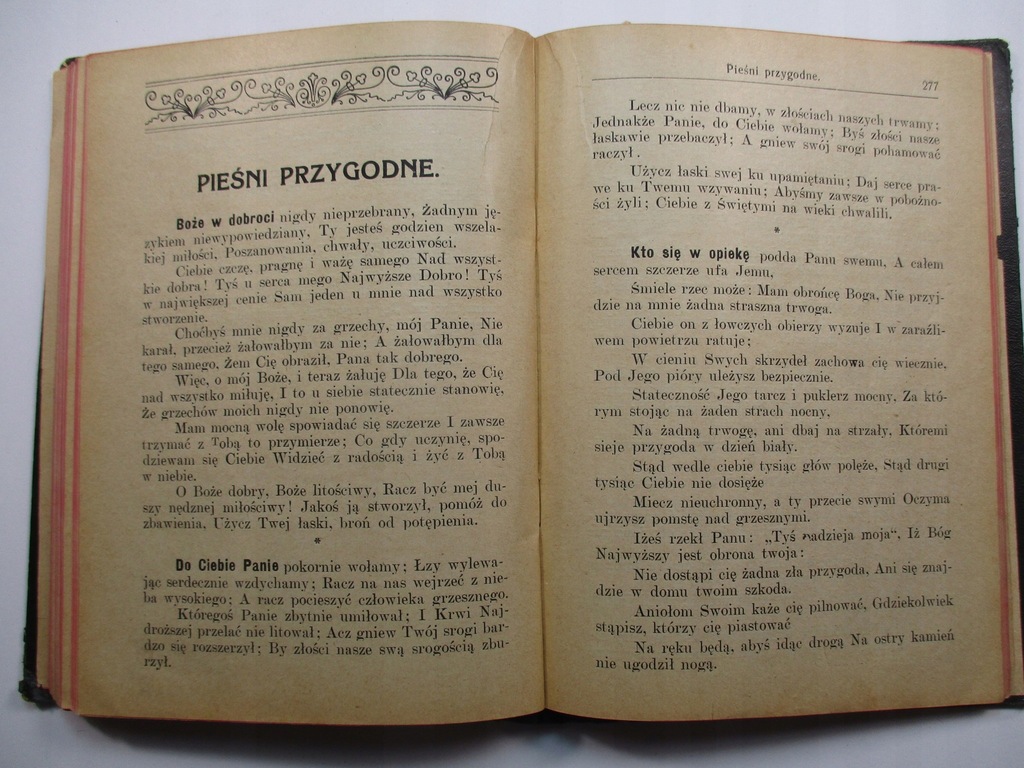 PIEŚNI PRZYGODNE.
Boże w dobroci nigdy nieprzebrany, Żadnym ję-
zykiem niewypowiedziany, Ty jesteś godzien wszela-
kiej miłości, Poszanowania, chwały, uczciwości.
Ciebie czczę, pragnę i ważę samego Nad wszyst-
kie dobra! Tyś u serca mego Najwyższe Dobro! Tyś
w największej cenie Sam jeden u mnie nad wszystko
stworzenie.
Choćbyś mnie nigdy za grzechy, mój Panie, Nie
karał, przecież żałowałbym za nie; A żałowałbym dla
tego samego, Żem Cię obraził, Pana tak dobrego.
Więc, o mój Boże, i teraz żałuję Dla tego, że Cię
nad wszystko miłuję, I to u siebie statecznie stanowię,
Że grzechów moich nigdy nie ponowię.
Mam mocną wolę spowiadać się szczerze I zawsze
trzymać z Tobą to przymierze; Co gdy uczynię, spo-
dziewam się Ciebie Widzieć z radością i żyć z Tobą
w niebie.
O Boże dobry, Boże litościwy, Racz być mej du-
szy nędznej miłościwy! Jakoś ją stworzył, pomóż do
zbawienia, Użycz Twej łaski, broń od potępienia.
*
Do Ciebie Panie pokornie wołamy; Łzy wylewa-
jąc serdecznie wzdychamy; Racz na nas wejrzeć z nie-
ba wysokiego; A racz pocieszyć człowieka grzesznego.
Któregoś Panie zbytnie umiłował; I Krwi Naj-
droższej przelać nie litował; Acz gniew Twój srogi bar-
dzo się rozszerzył; By złości nasze swą srogością zbu-
rzył.
Pieśni przygodne.
277
Lecz nic nie dbamy, w złościach naszych trwamy;
Jednakże Panie, do Ciebie wołamy; Byś złości nasze
łaskawie przebaczył; A gniew swój srogi pohamować
raczył.
Użycz łaski swej ku upamiętaniu; Daj serce pra-
we ku Twemu wzywaniu; Abyśmy zawsze w pobożno-
ści żyli; Ciebie z Świętymi na wieki chwalili.
*
Kto się w opiekę podda Panu swemu, A całem
sercem szczerze ufa Jemu,
Śmiele rzec może: Mam obrońcę Boga, Nie przyj-
dzie na mnie żadna straszna trwoga.
Ciebie on z łowczych obierzy wyzuje I w zaraźli-
wem powietrzu ratuje;
W cieniu Swych skrzydeł zachowa cię wiecznie,
Pod Jego pióry uleżysz bezpiecznie.
Stateczność Jego tarcz i puklerz mocny, Za któ-
rym stojąc na żaden strach nocny,
Na żadną trwogę, ani dbaj na strzały, Któremi
sieje przygoda w dzień biały.
Stąd wedle ciebie tysiąc głów polęże, Stąd drugi
tysiąc Ciebie nie dosięże
Miecz nieuchronny, a ty przecie swymi Oczyma
ujrzysz pomstę nad grzesznymi.
Iżeś rzekł Panu: „Tyś nadzieja moja“, Iż Bóg
Najwyższy jest obrona twoja:
Nie dostąpi cię żadna zła przygoda, Ani się znaj-
dzie w domu twoim szkoda.
Aniołom Swoim każe cię pilnować, Gdziekolwiek
stąpisz, którzy cię piastować
Na ręku będą, abyś idąc drogą Na ostry kamień
nie ugodził nogą.